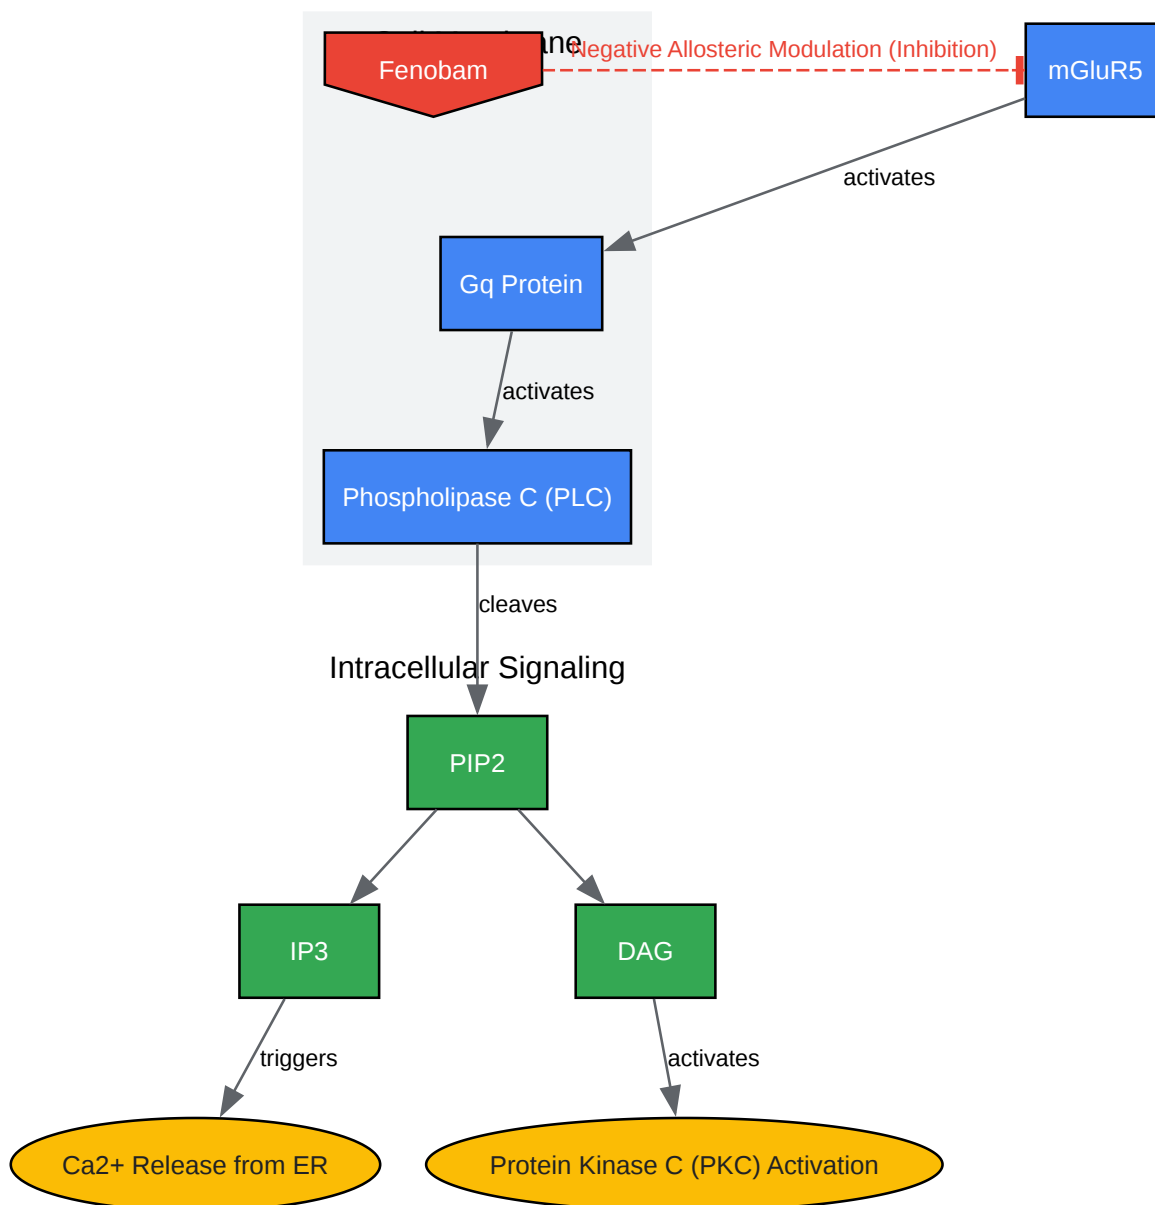 Fenobam
Negative Allosteric Modulation (Inhibition)
mGluR5
activates
Gq Protein
activates
Phospholipase C (PLC)
cleaves
Intracellular Signaling
PIP2
IP3
DAG
triggers
activates
Ca2+ Release from ER
Protein Kinase C (PKC) Activation